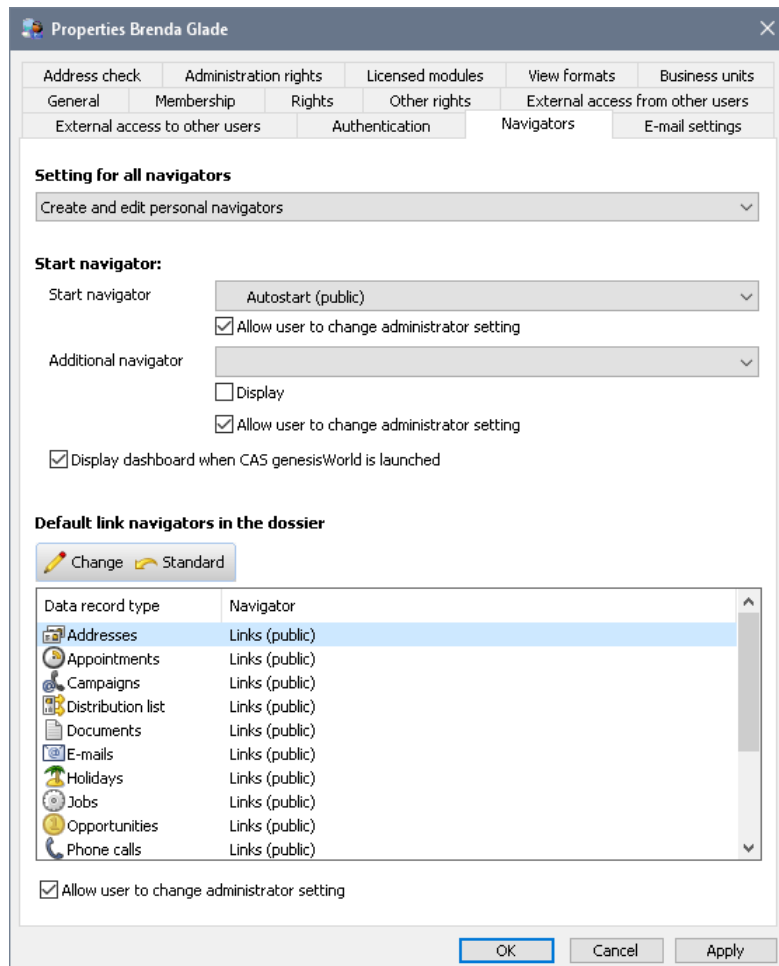 Properties Brenda Glade
Address check Administration rights Licensed modules View formats Business units
General Membership Rights Other rights External access from other users
External access to other users Authentication Navigators E-mail settings
Setting for all navigators
Create and edit personal navigators
Start navigator:
Start navigator Autostart (public)
Allow user to change administrator setting
Additional navigator
Display
Allow user to change administrator setting
Display dashboard when CAS genesisWorld is launched
Default link navigators in the dossier
Change Standard
Data record type Navigator
Addresses Links (public)
Appointments Links (public)
Campaigns Links (public)
Distribution list Links (public)
Documents Links (public)
E-mails Links (public)
Holidays Links (public)
Jobs Links (public)
Opportunities Links (public)
Phone calls Links (public)
Allow user to change administrator setting
OK Cancel Apply